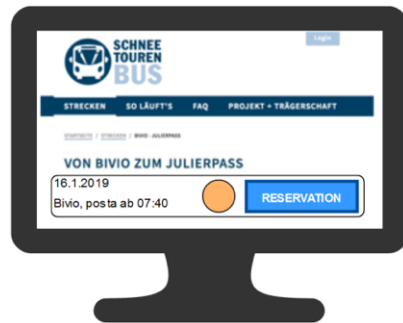 SCHNEE
TOUREN
BUS
Login
STRECKEN SO LÄUFT'S FAQ PROJEKT + TRÄGERSCHAFT
STARTSEITE / STRECKEN / BIVIO - JULIERPASS
VON BIVIO ZUM JULIERPASS
16.1.2019
Bivio, posta ab 07:40
RESERVATION